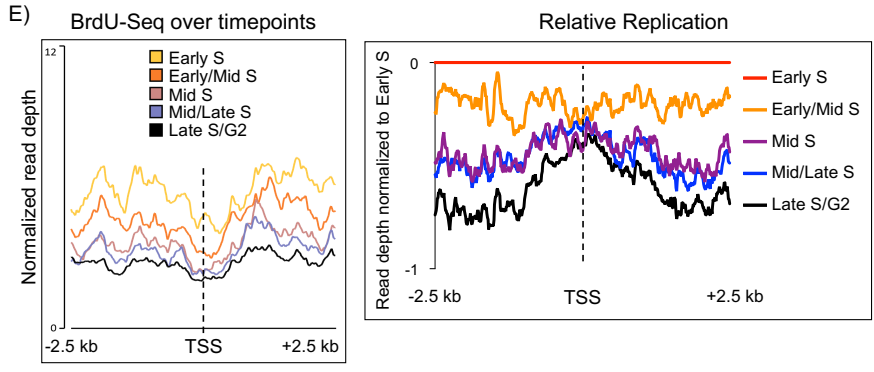 E)
BrdU-Seq over timepoints
Normalized read depth
12
0
Early S
Early/Mid S
Mid S
Mid/Late S
Late S/G2
-2.5 kb
TSS
+2.5 kb
Relative Replication
Read depth normalized to Early S
0
-1
Early S
Early/Mid S
Mid S
Mid/Late S
Late S/G2
-2.5 kb
TSS
+2.5 kb